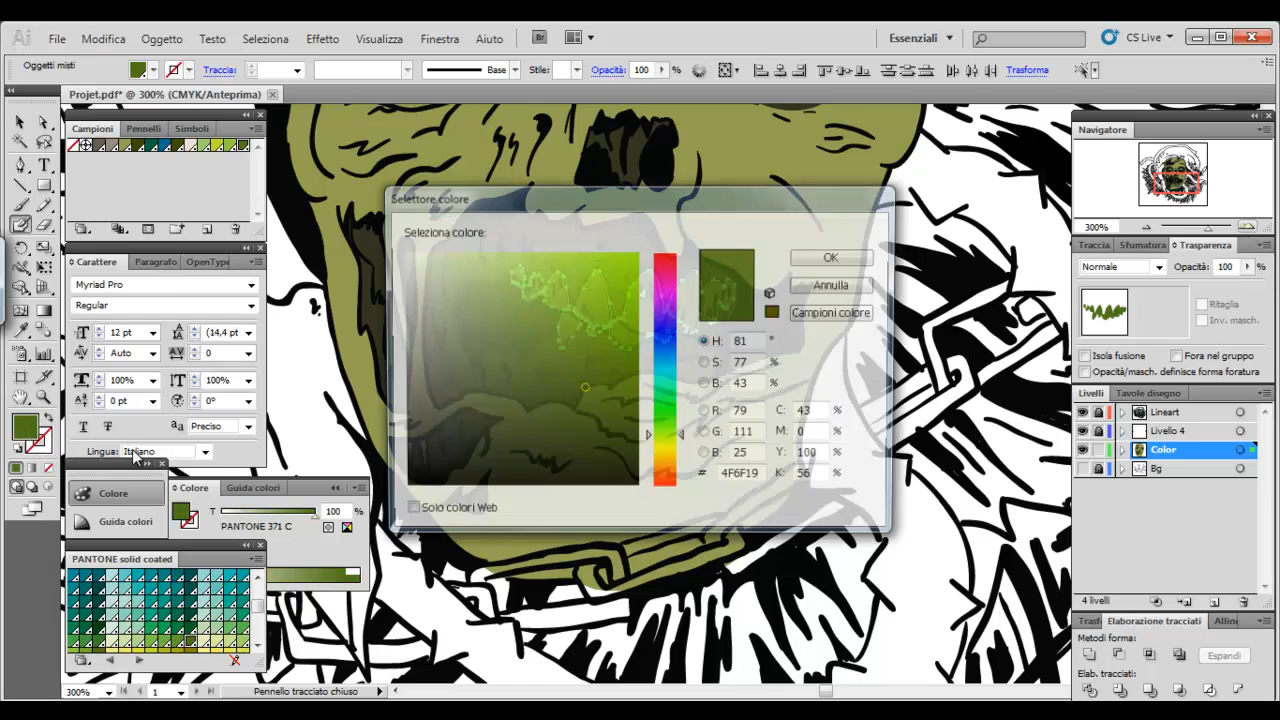 Ai File Modifica Oggetto Testo Seleziona Effetto Visualizza Finestra Aiuto Br Essenziali CS Live
Oggetti misti Traccia: Base Stile: Opacità: 100 % Trasforma
Projet.pdf* @ 300% (CMYK/Anteprima)
Campioni Pennelli Simboli
Carattere Paragrafo OpenType
Myriad Pro
Regular
12 pt (14,4 pt
Auto 0
100% 100%
0 pt 0°
Preciso
Lingua: Italiano
Colore
Guida colori
Colore Guida colori
T 100 %
PANTONE 371 C
PANTONE solid coated
Selettore colore
Seleziona colore:
OK
Annulla
Campioni colore
H: 81 °
S: 77 %
B: 43 %
R: 79 C: 43 %
G: 111 M: 0 %
B: 25 Y: 100 %
# 4F6F19 K: 56 %
Solo colori Web
Navigatore
300%
Traccia Sfumatura Trasparenza
Normale Opacità: 100
Ritaglia
Inv. masch.
Isola fusione Fora nel gruppo
Opacità/masch. definisce forma foratura
Livelli Tavole disegno
Lineart
Livello 4
Color
Bg
4 livelli
Trasf Elaborazione tracciati Allin
Metodi forma:
Espandi
Elab. tracciati:
300% 1 Pennello tracciato chiuso